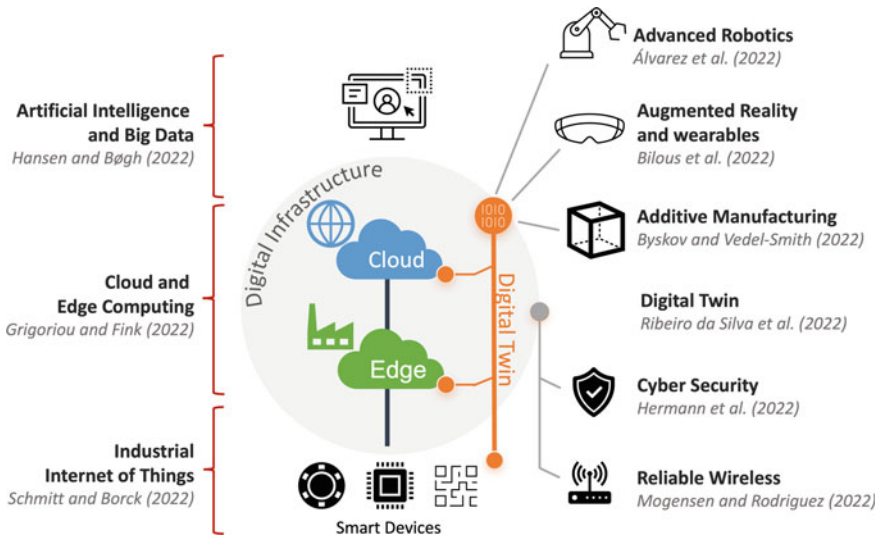 Artificial Intelligence
and Big Data
Hansen and Bøgh (2022)
Cloud and
Edge Computing
Grigoriou and Fink (2022)
Industrial
Internet of Things
Schmitt and Borck (2022)
Digital Infrastructure
Cloud
Edge
1010
1010
Digital Twin
Smart Devices
Advanced Robotics
Álvarez et al. (2022)
Augmented Reality
and wearables
Bilous et al. (2022)
Additive Manufacturing
Byskov and Vedel-Smith (2022)
Digital Twin
Ribeiro da Silva et al. (2022)
Cyber Security
Hermann et al. (2022)
Reliable Wireless
Mogensen and Rodriguez (2022)